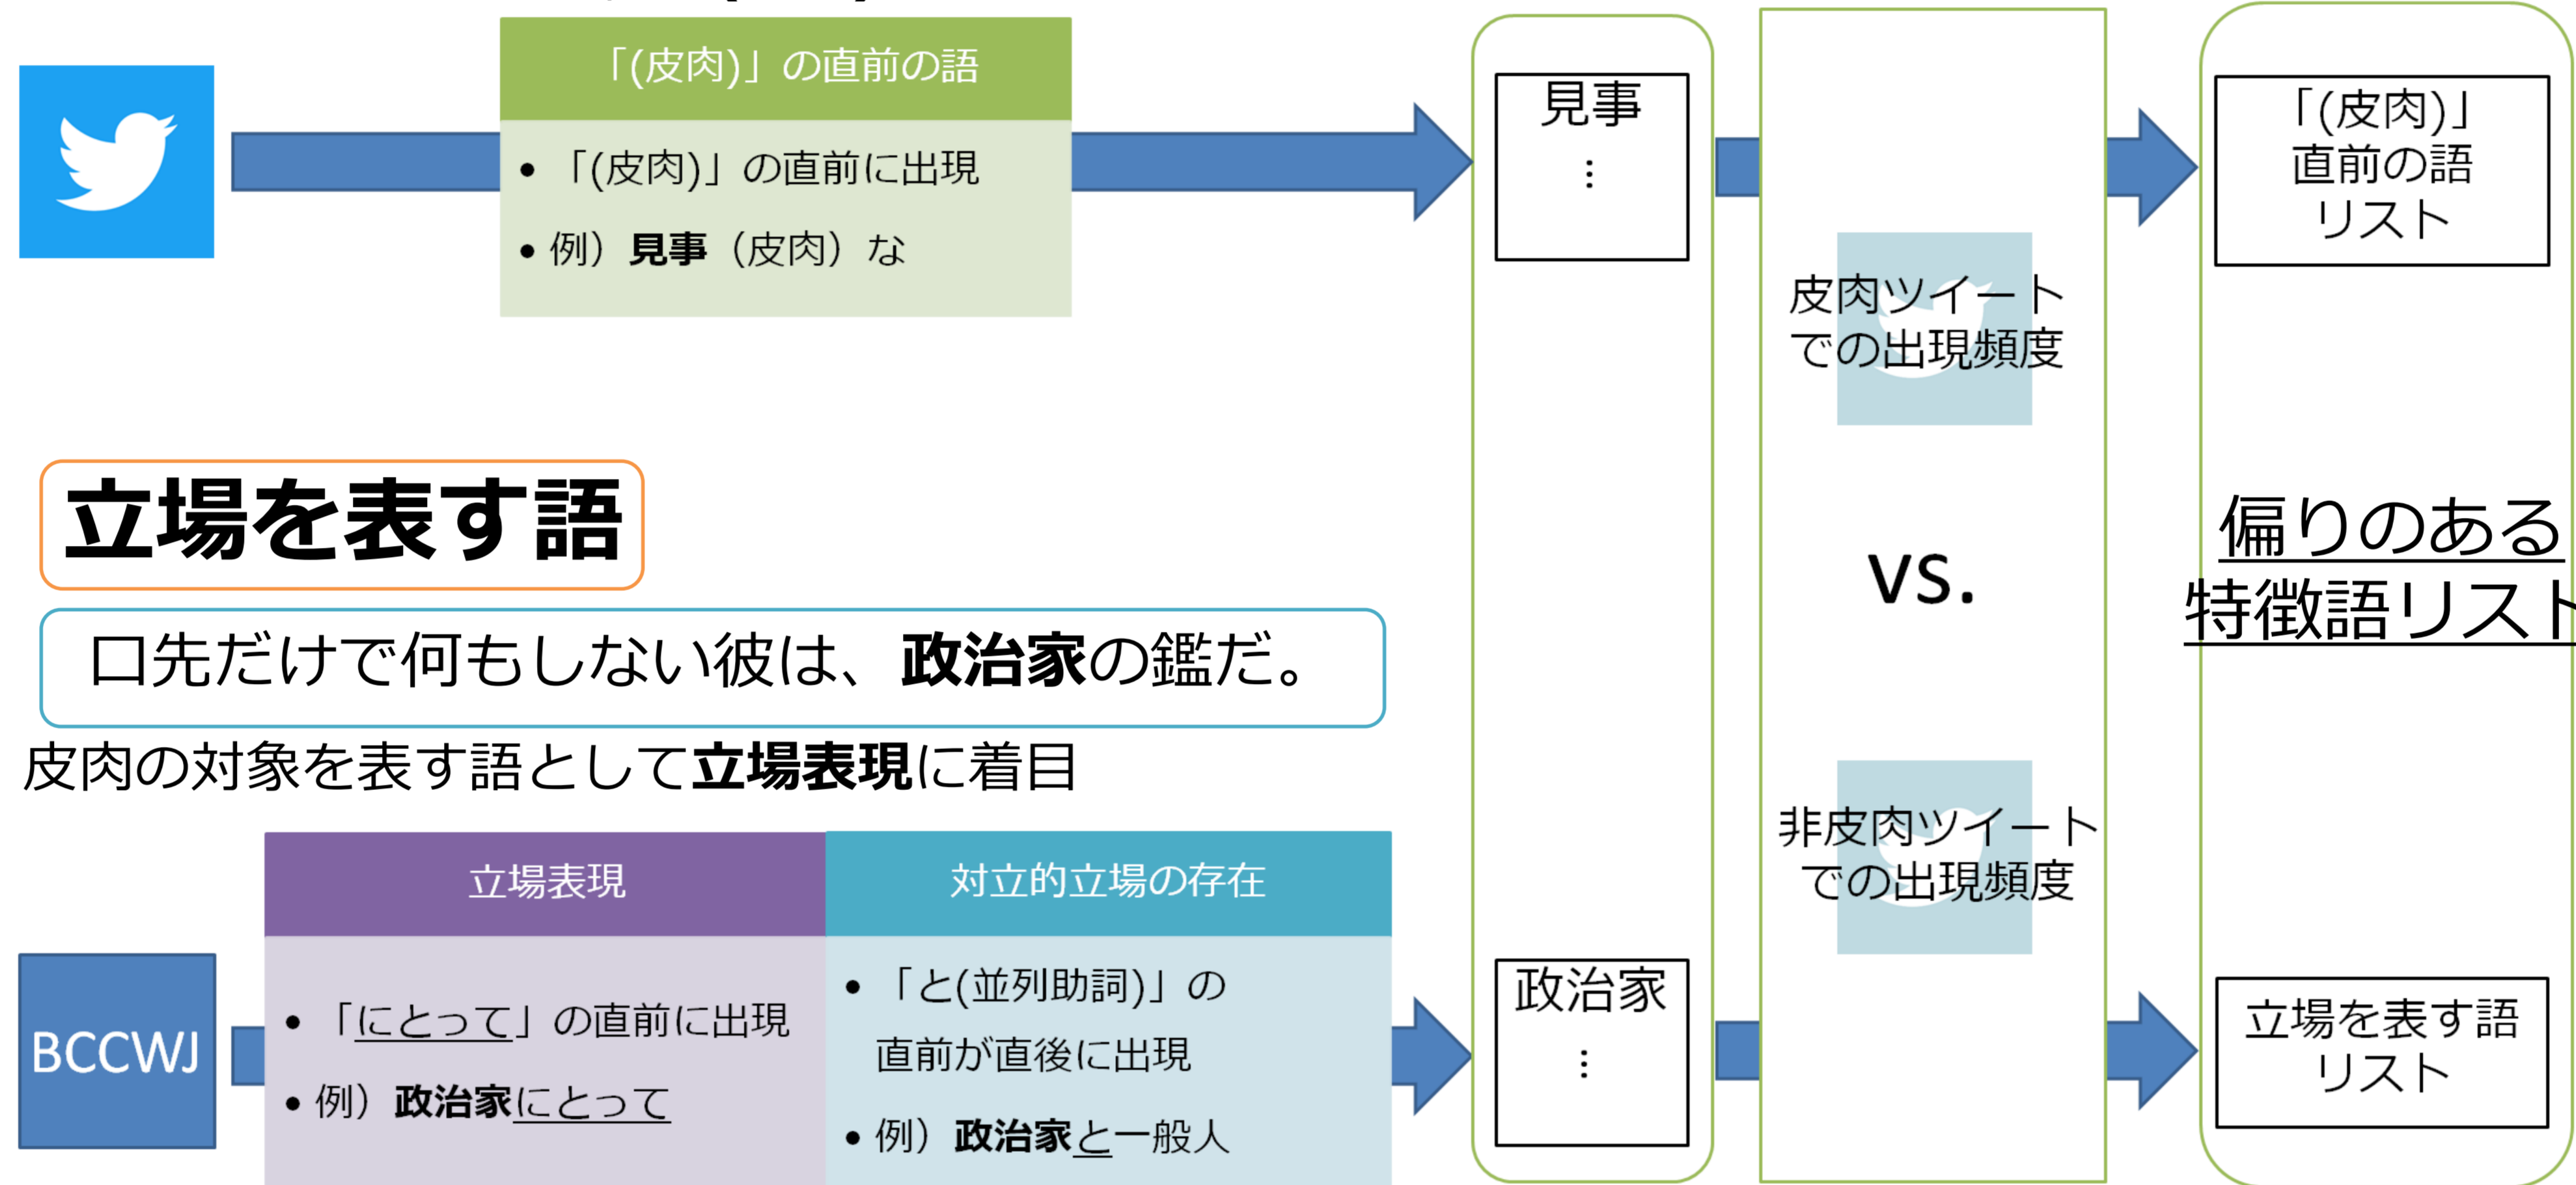 「(皮肉)」の直前の語
• 「(皮肉)」の直前に出現
• 例）見事（皮肉）な
見事
…
「(皮肉)」
直前の語
リスト
皮肉ツイート
での出現頻度
vs.
非皮肉ツイート
での出現頻度
偏りのある
特徴語リスト
立場を表す語
口先だけで何もしない彼は、政治家の鑑だ。
皮肉の対象を表す語として立場表現に着目
BCCWJ
立場表現
• 「にとって」の直前に出現
• 例）政治家にとって
対立的立場の存在
• 「と(並列助詞)」の
直前が直後に出現
• 例）政治家と一般人
政治家
…
立場を表す語
リスト